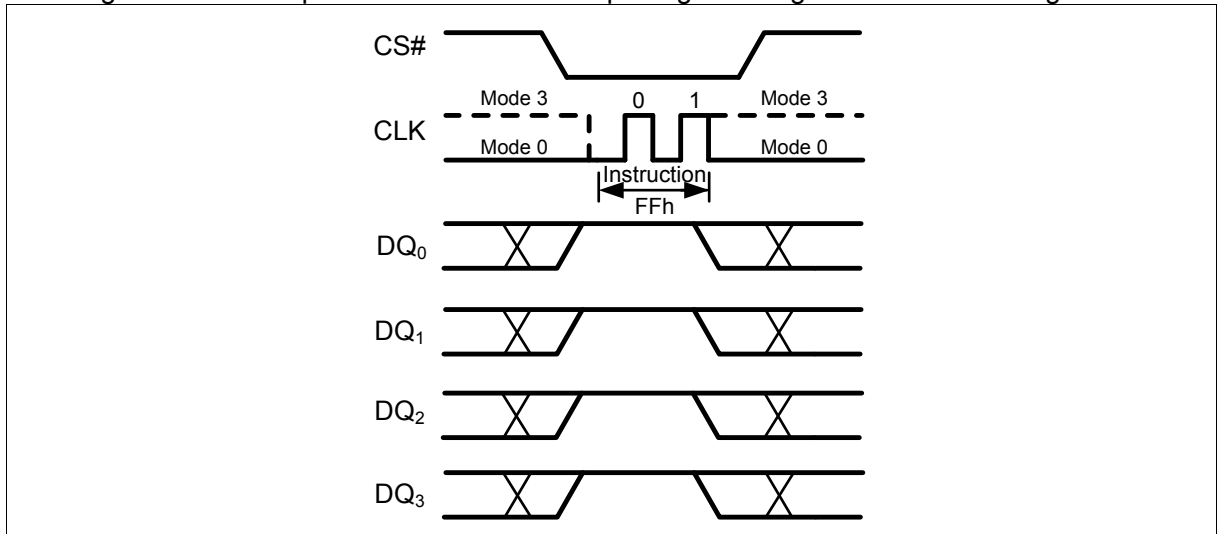 CS#
Mode 3 0 1 Mode 3
CLK
Mode 0 Mode 0
Instruction
FFh
DQ0
DQ1
DQ2
DQ3